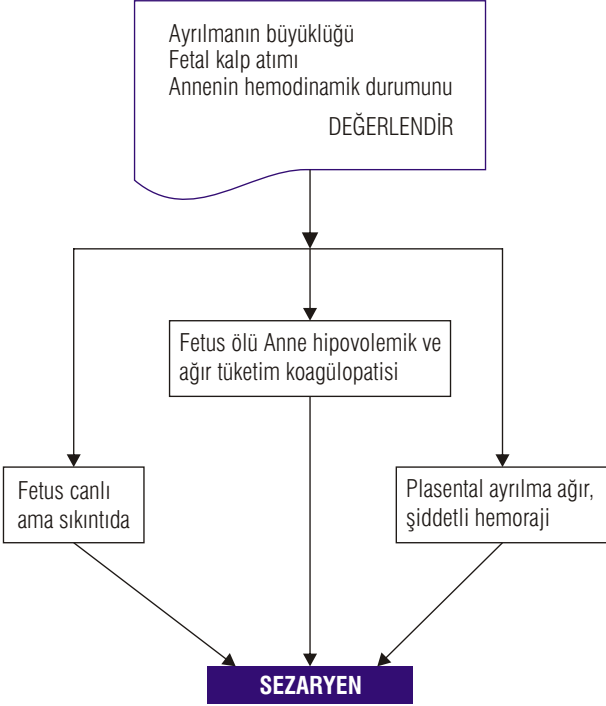 Ayrılmanın büyüklüğü
Fetal kalp atımı
Annenin hemodinamik durumunu
DEĞERLENDİR
Fetus ölü Anne hipovolemik ve
ağır tüketim koagülopatisi
Fetus canlı
ama sıkıntıda
Plasental ayrılma ağır,
şiddetli hemoraji
SEZARYEN